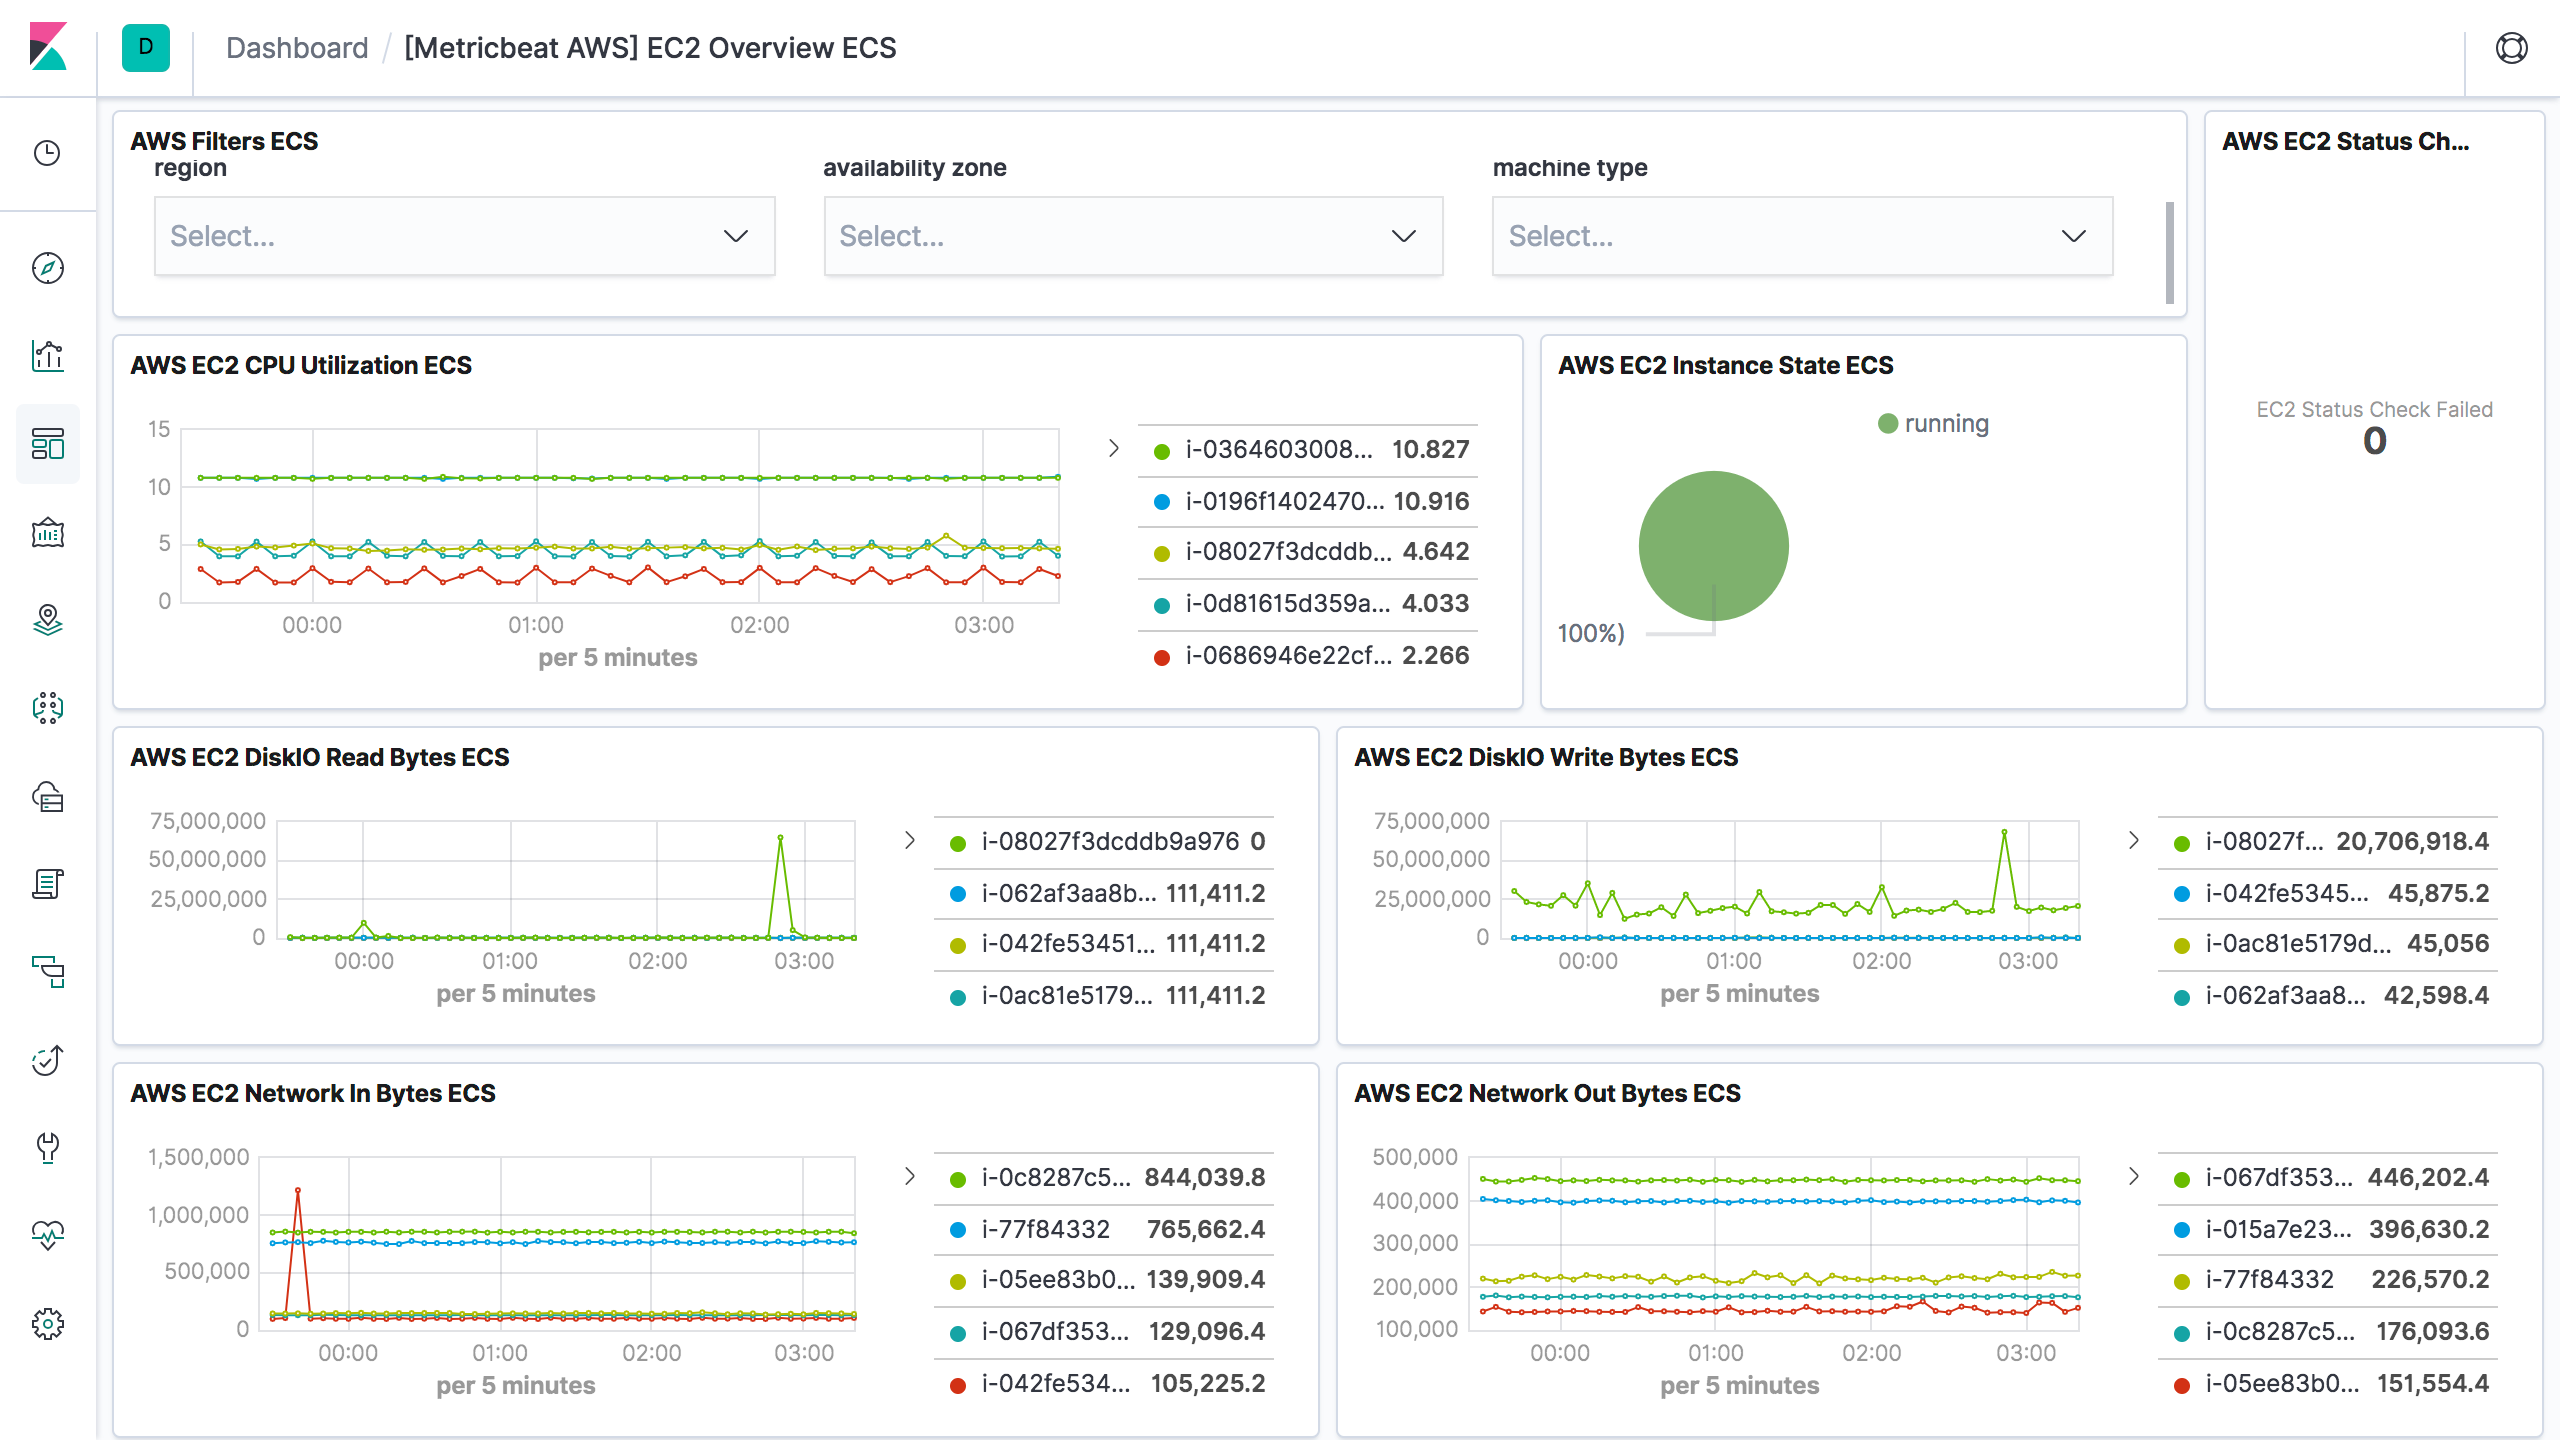 D
Dashboard / [Metricbeat AWS] EC2 Overview ECS
AWS Filters ECS
region
availability zone
machine type
Select...
Select...
Select...
AWS EC2 Status Ch...
EC2 Status Check Failed
0
AWS EC2 CPU Utilization ECS
15
10
5
0
00:00 01:00 02:00 03:00
per 5 minutes
i-0364603008... 10.827
i-0196f1402470... 10.916
i-08027f3dcddb... 4.642
i-0d81615d359a... 4.033
i-0686946e22cf... 2.266
AWS EC2 Instance State ECS
running
100%)
AWS EC2 DiskIO Read Bytes ECS
75,000,000
50,000,000
25,000,000
0
00:00 01:00 02:00 03:00
per 5 minutes
i-08027f3dcddb9a976 0
i-062af3aa8b... 111,411.2
i-042fe53451... 111,411.2
i-0ac81e5179... 111,411.2
AWS EC2 DiskIO Write Bytes ECS
75,000,000
50,000,000
25,000,000
0
00:00 01:00 02:00 03:00
per 5 minutes
i-08027f... 20,706,918.4
i-042fe5345... 45,875.2
i-0ac81e5179d... 45,056
i-062af3aa8... 42,598.4
AWS EC2 Network In Bytes ECS
1,500,000
1,000,000
500,000
0
00:00 01:00 02:00 03:00
per 5 minutes
i-0c8287c5... 844,039.8
i-77f84332 765,662.4
i-05ee83b0... 139,909.4
i-067df353... 129,096.4
i-042fe534... 105,225.2
AWS EC2 Network Out Bytes ECS
500,000
400,000
300,000
200,000
100,000
00:00 01:00 02:00 03:00
per 5 minutes
i-067df353... 446,202.4
i-015a7e23... 396,630.2
i-77f84332 226,570.2
i-0c8287c5... 176,093.6
i-05ee83b0... 151,554.4